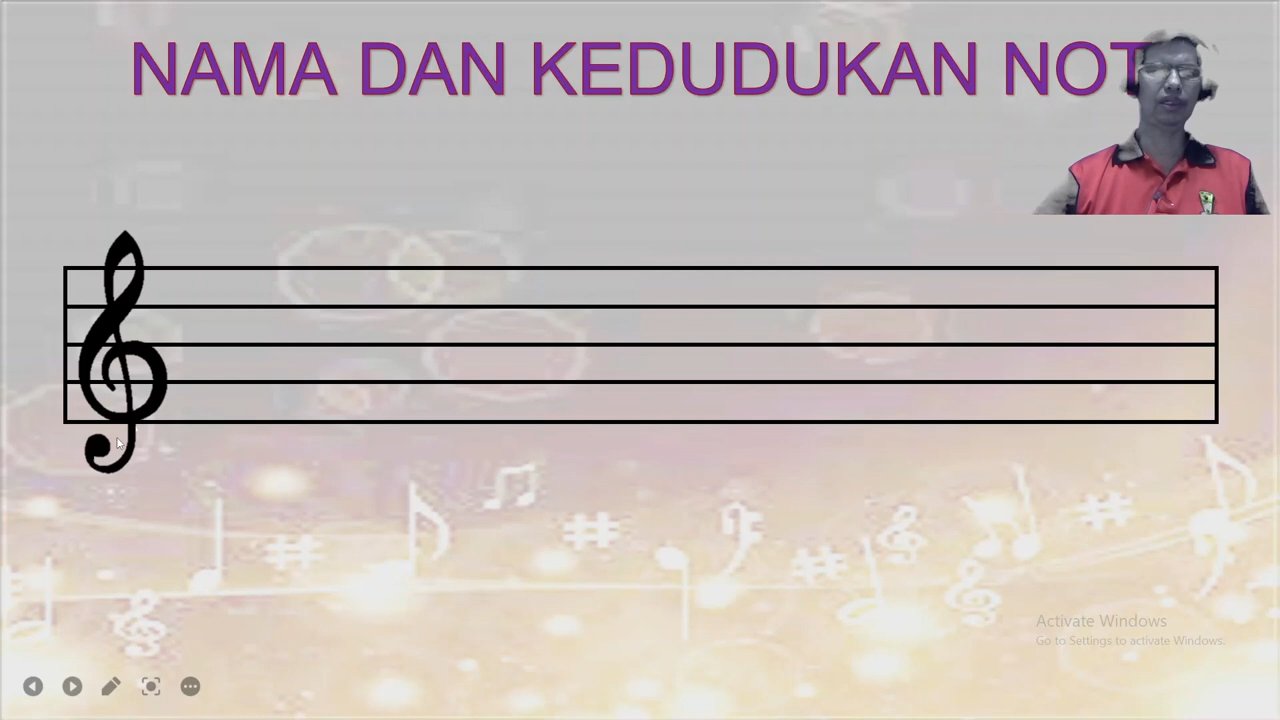 NAMA DAN KEDUDUKAN NOT
Activate Windows
Go to Settings to activate Windows.